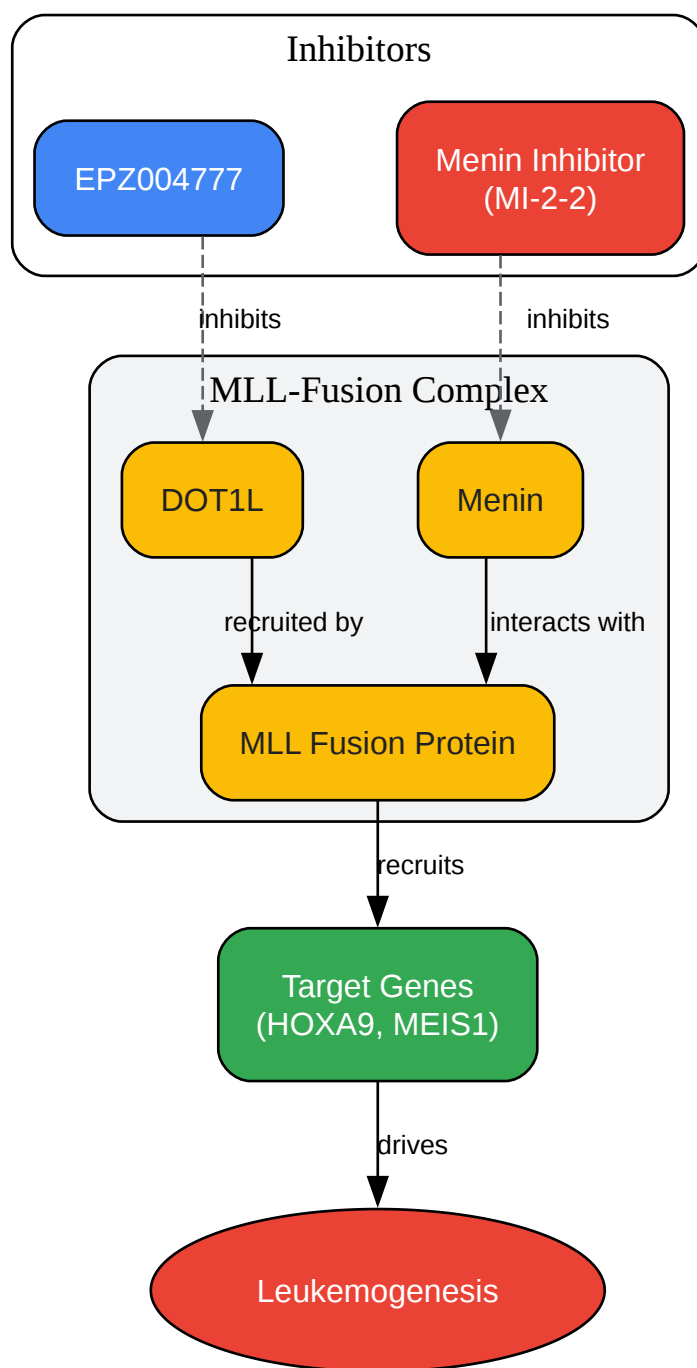 Inhibitors
EPZ004777
Menin Inhibitor
(MI-2-2)
inhibits
inhibits
MLL-Fusion Complex
DOT1L
Menin
recruited by
interacts with
MLL Fusion Protein
recruits
Target Genes
(HOXA9, MEIS1)
drives
Leukemogenesis